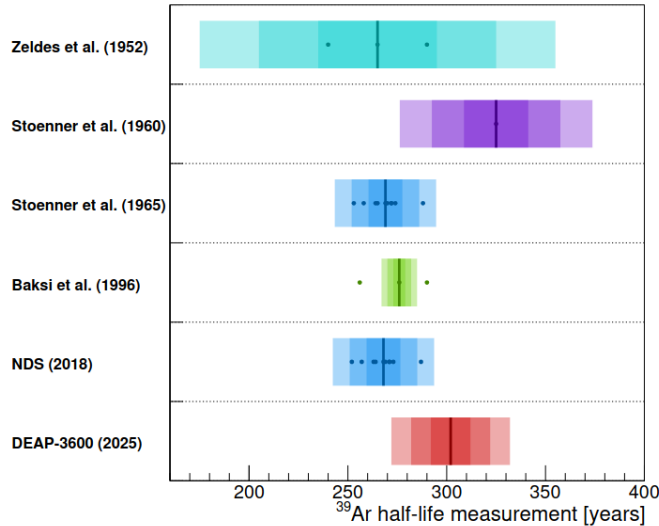 Zeldes et al. (1952)
Stoenner et al. (1960)
Stoenner et al. (1965)
Baksi et al. (1996)
NDS (2018)
DEAP-3600 (2025)
200 250 300 350 400
³⁹Ar half-life measurement [years]